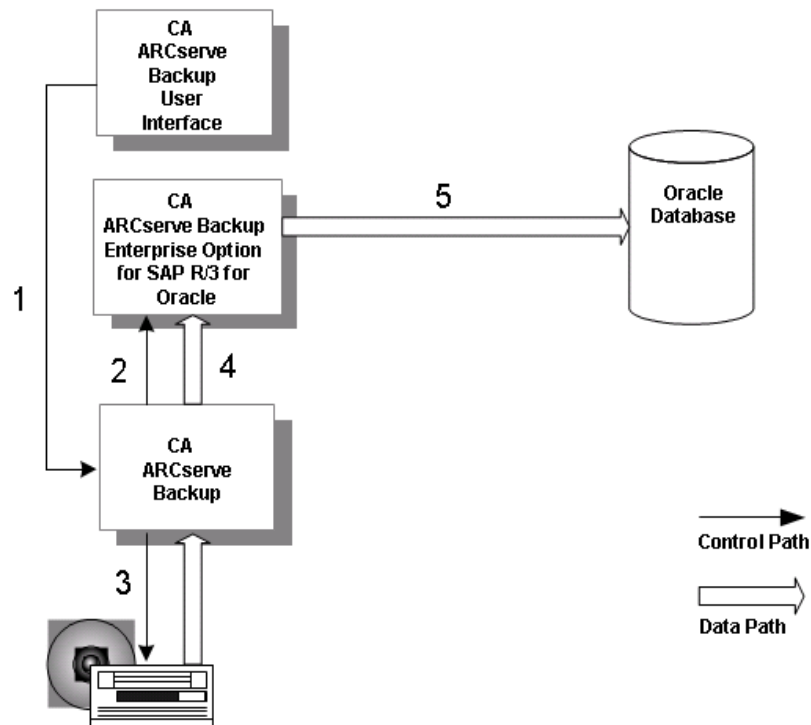 CA
ARCserve
Backup
User
Interface
CA
ARCserve Backup
Enterprise Option
for SAP R/3 for
Oracle
5
Oracle
Database
1
2
4
CA
ARCserve
Backup
3
Control Path
Data Path